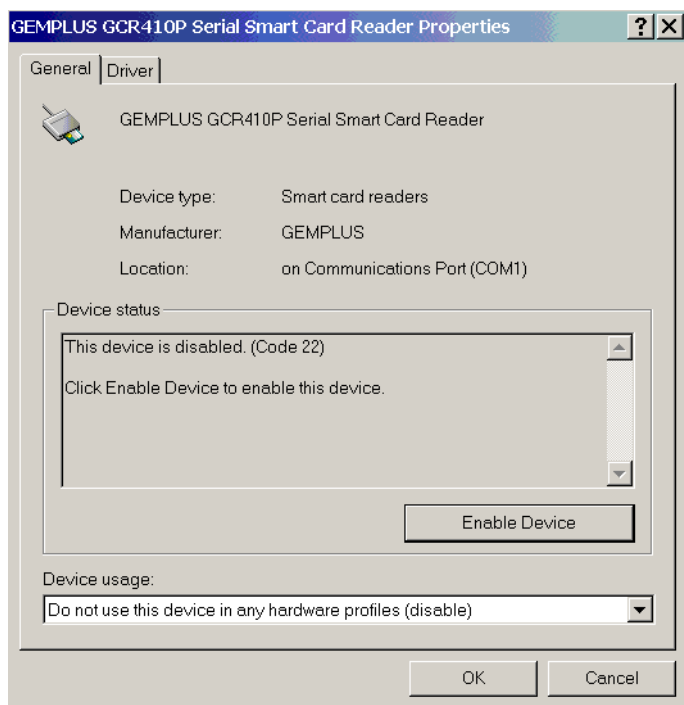 GEMPLUS GCR410P Serial Smart Card Reader Properties
General
Driver
GEMPLUS GCR410P Serial Smart Card Reader
Device type: Smart card readers
Manufacturer: GEMPLUS
Location: on Communications Port (COM1)
Device status
This device is disabled. (Code 22)
Click Enable Device to enable this device.
Enable Device
Device usage:
Do not use this device in any hardware profiles (disable)
OK
Cancel